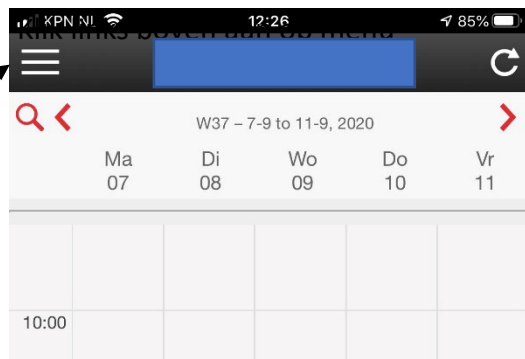 KPN NL 12:26 85%
Klik links boven aan op menu
W37 – 7-9 to 11-9, 2020
Ma Di Wo Do Vr
07 08 09 10 11
10:00